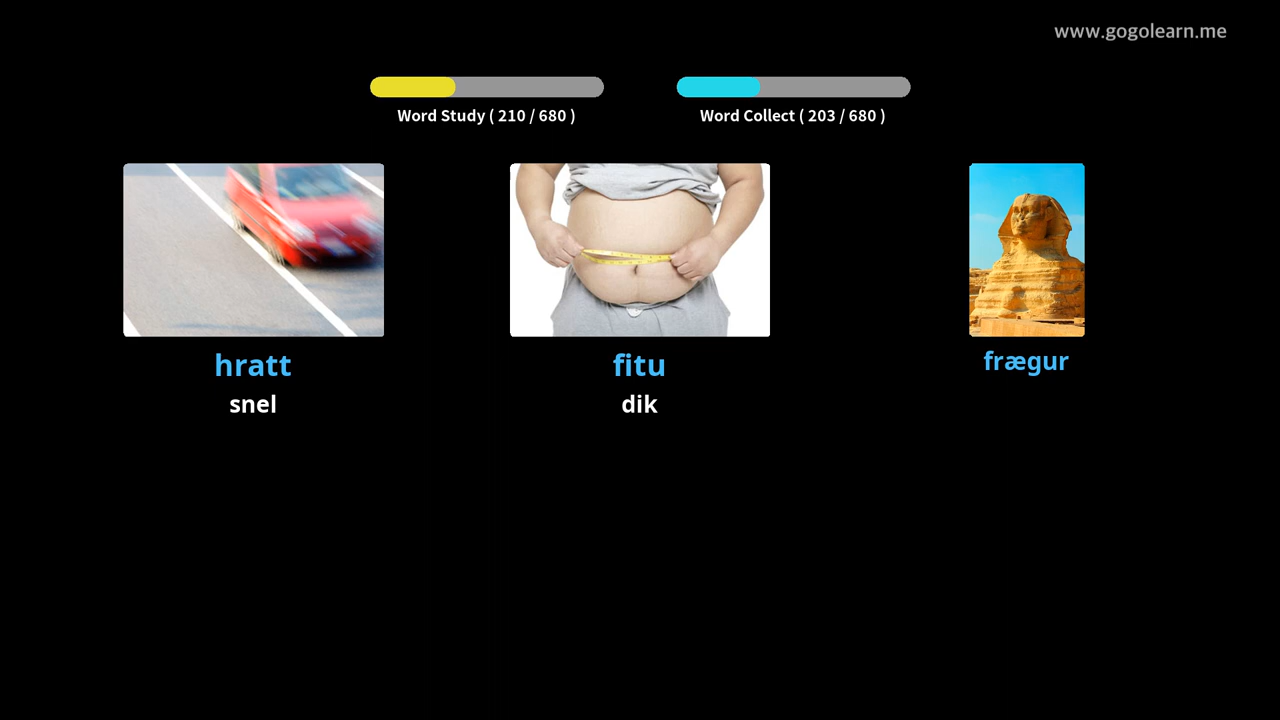 www.gogolearn.me
Word Study ( 210 / 680 )
Word Collect ( 203 / 680 )
hratt
snel
fitu
dik
frægur